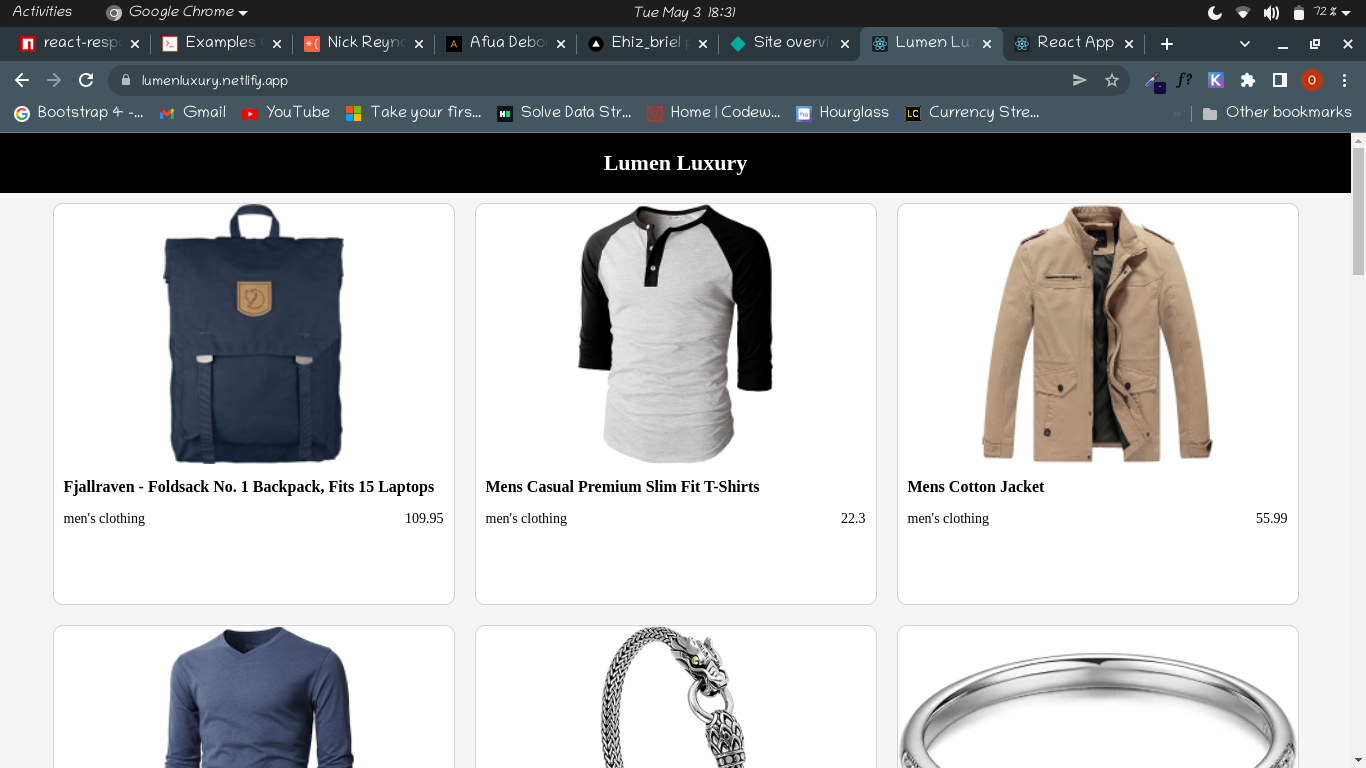 Activities Google Chrome Tue May 3 18:31 72 %
react-resp Examples Nick Reyn Afua Debo Ehiz_briel Site overvi Lumen Lu React App
lumenluxury.netlify.app f? K O
Bootstrap 4 -... Gmail YouTube Take your firs... Solve Data Str... Home | Codew... Hourglass Currency Stre... Other bookmarks
Lumen Luxury
Fjallraven - Foldsack No. 1 Backpack, Fits 15 Laptops
men's clothing 109.95
Mens Casual Premium Slim Fit T-Shirts
men's clothing 22.3
Mens Cotton Jacket
men's clothing 55.99